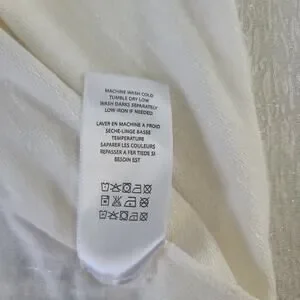 MACHINE WASH COLD
TUMBLE DRY LOW
WASH DARKS SEPARATELY
LOW IRON IF NEEDED
LAVER EN MACHINE A FROID
SECHE-LINGE BASSE
TEMPERATURE
SAPARER LES COULEURS
REPASSER A FER TIEDE SI
BESOIN EST